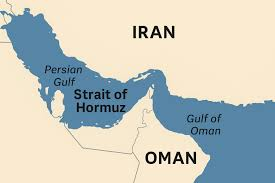 IRAN
Persian
Gulf
Strait of
Hormuz
Gulf of
Oman
OMAN